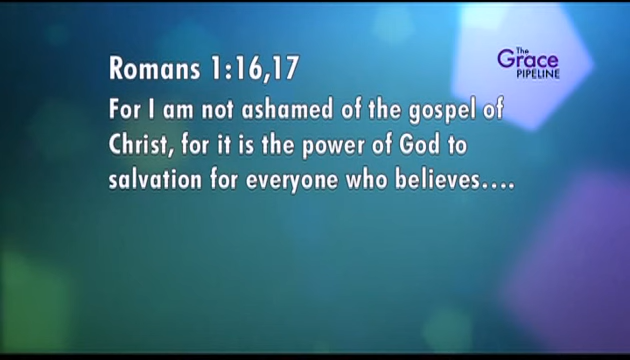 Romans 1:16,17
For I am not ashamed of the gospel of
Christ, for it is the power of God to
salvation for everyone who believes....
The
Grace
PIPELINE